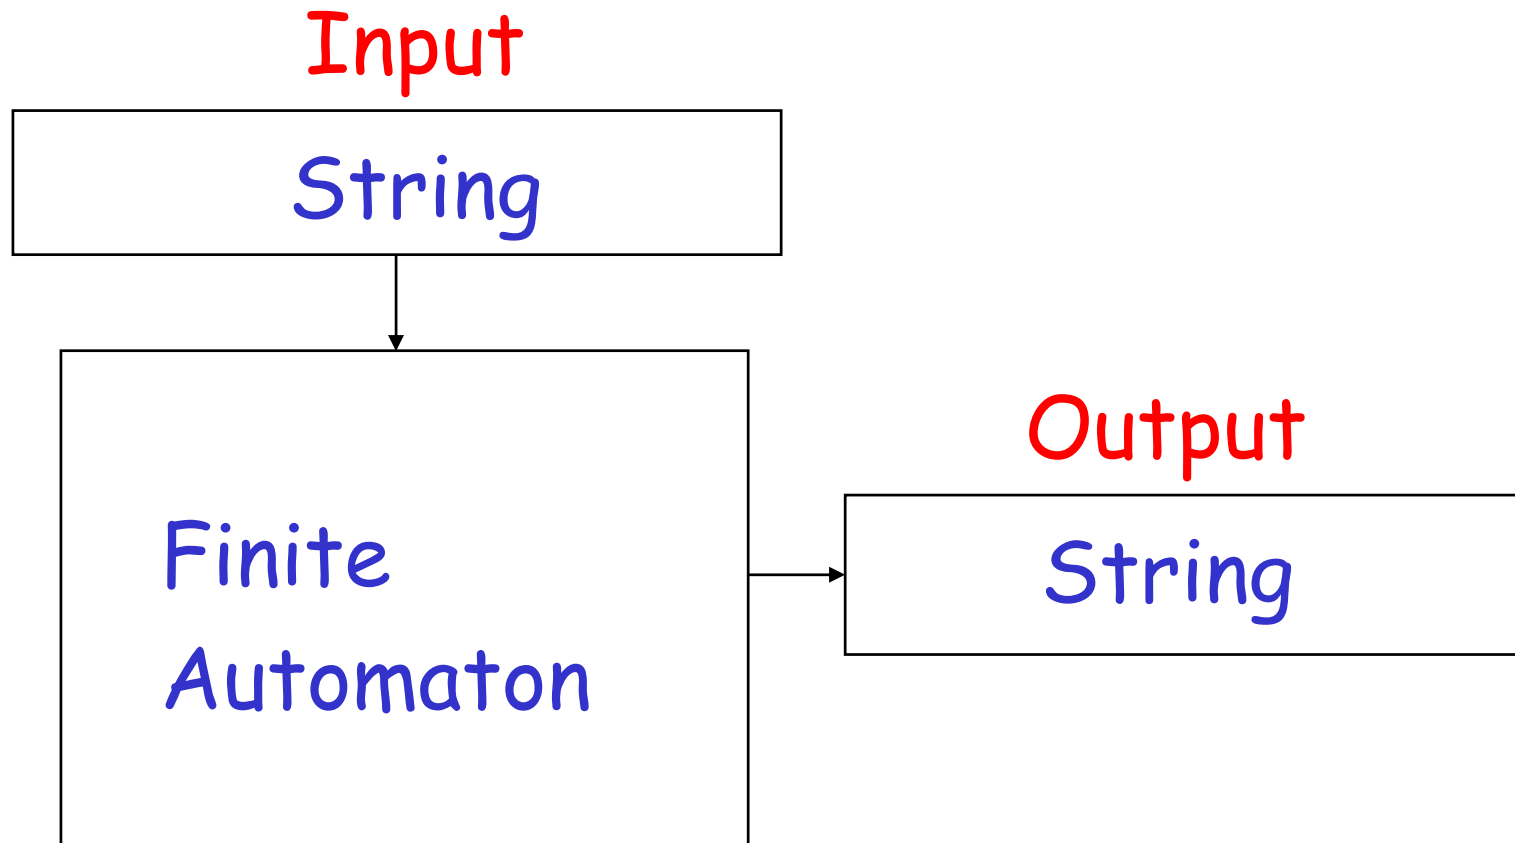 Input
String
Output
String
Finite
Automaton